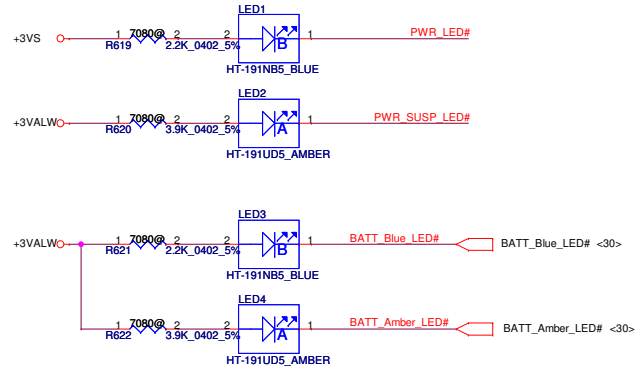 LED1
+3VS 1 7080@ 2 2 B 1 PWR_LED#
R619 2.2K_0402_5%
HT-191NB5_BLUE
LED2
+3VALW 1 7080@ 2 2 A 1 PWR_SUSP_LED#
R620 3.9K_0402_5%
HT-191UD5_AMBER
LED3
+3VALW 1 7080@ 2 2 B 1 BATT_Blue_LED# BATT_Blue_LED# <30>
R621 2.2K_0402_5%
HT-191NB5_BLUE
LED4
1 7080@ 2 2 A 1 BATT_Amber_LED# BATT_Amber_LED# <30>
R622 3.9K_0402_5%
HT-191UD5_AMBER